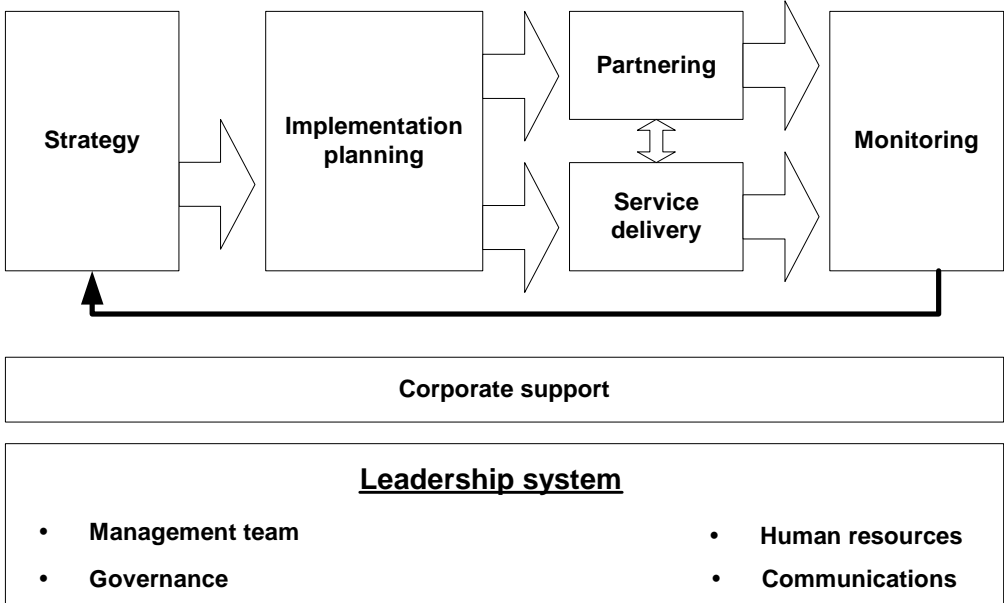 Strategy
Implementation
planning
Partnering
Service
delivery
Monitoring
Corporate support
Leadership system
• Management team
• Governance
• Human resources
• Communications